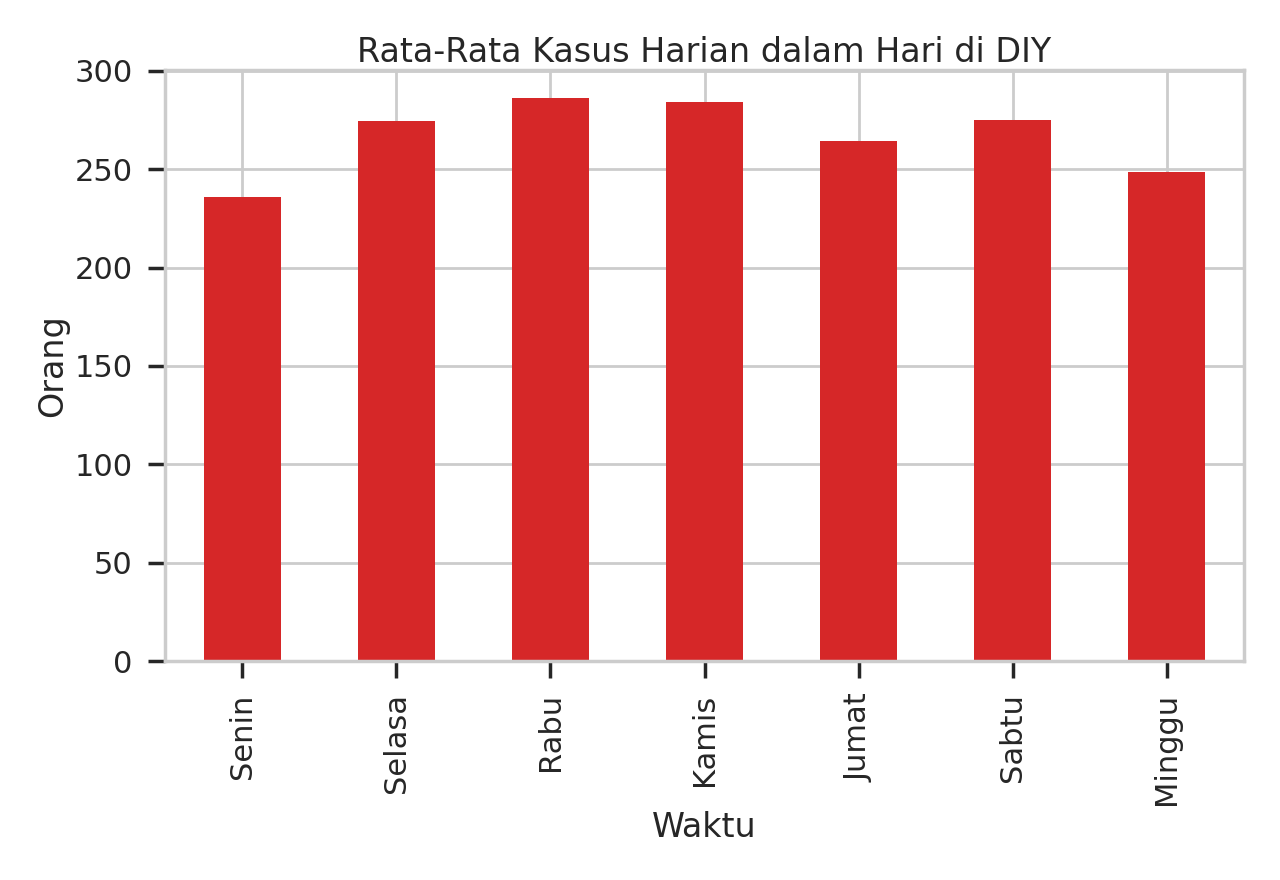 Rata-Rata Kasus Harian dalam Hari di DIY
300
250
200
150
100
50
0
Orang
Senin
Selasa
Rabu
Kamis
Jumat
Sabtu
Minggu
Waktu